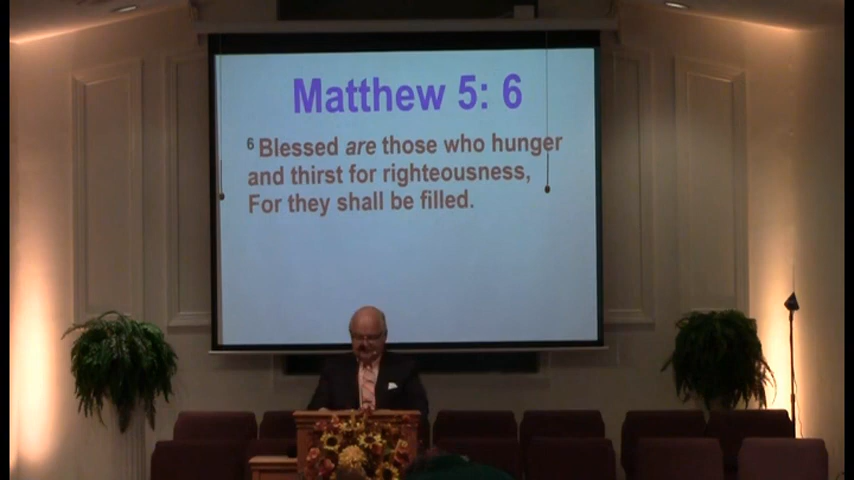 Matthew 5: 6
6 Blessed are those who hunger
and thirst for righteousness,
For they shall be filled.